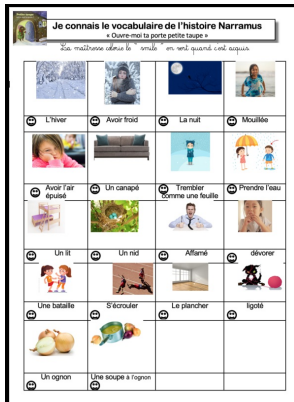 Je connais le vocabulaire de l'histoire Narramus
« Ouvre-moi ta porte petite taupe »
La maîtresse colorie le "smile" en vert quand c'est acquis.
L'hiver
Avoir froid
La nuit
Mouillée
Avoir l'air
épuisé
Un canapé
Trembler
comme une feuille
Prendre l'eau
Un lit
Un nid
Affamé
dévorer
Une bataille
S'écrouler
Le plancher
ligoté
Un ognon
Une soupe à l'ognon